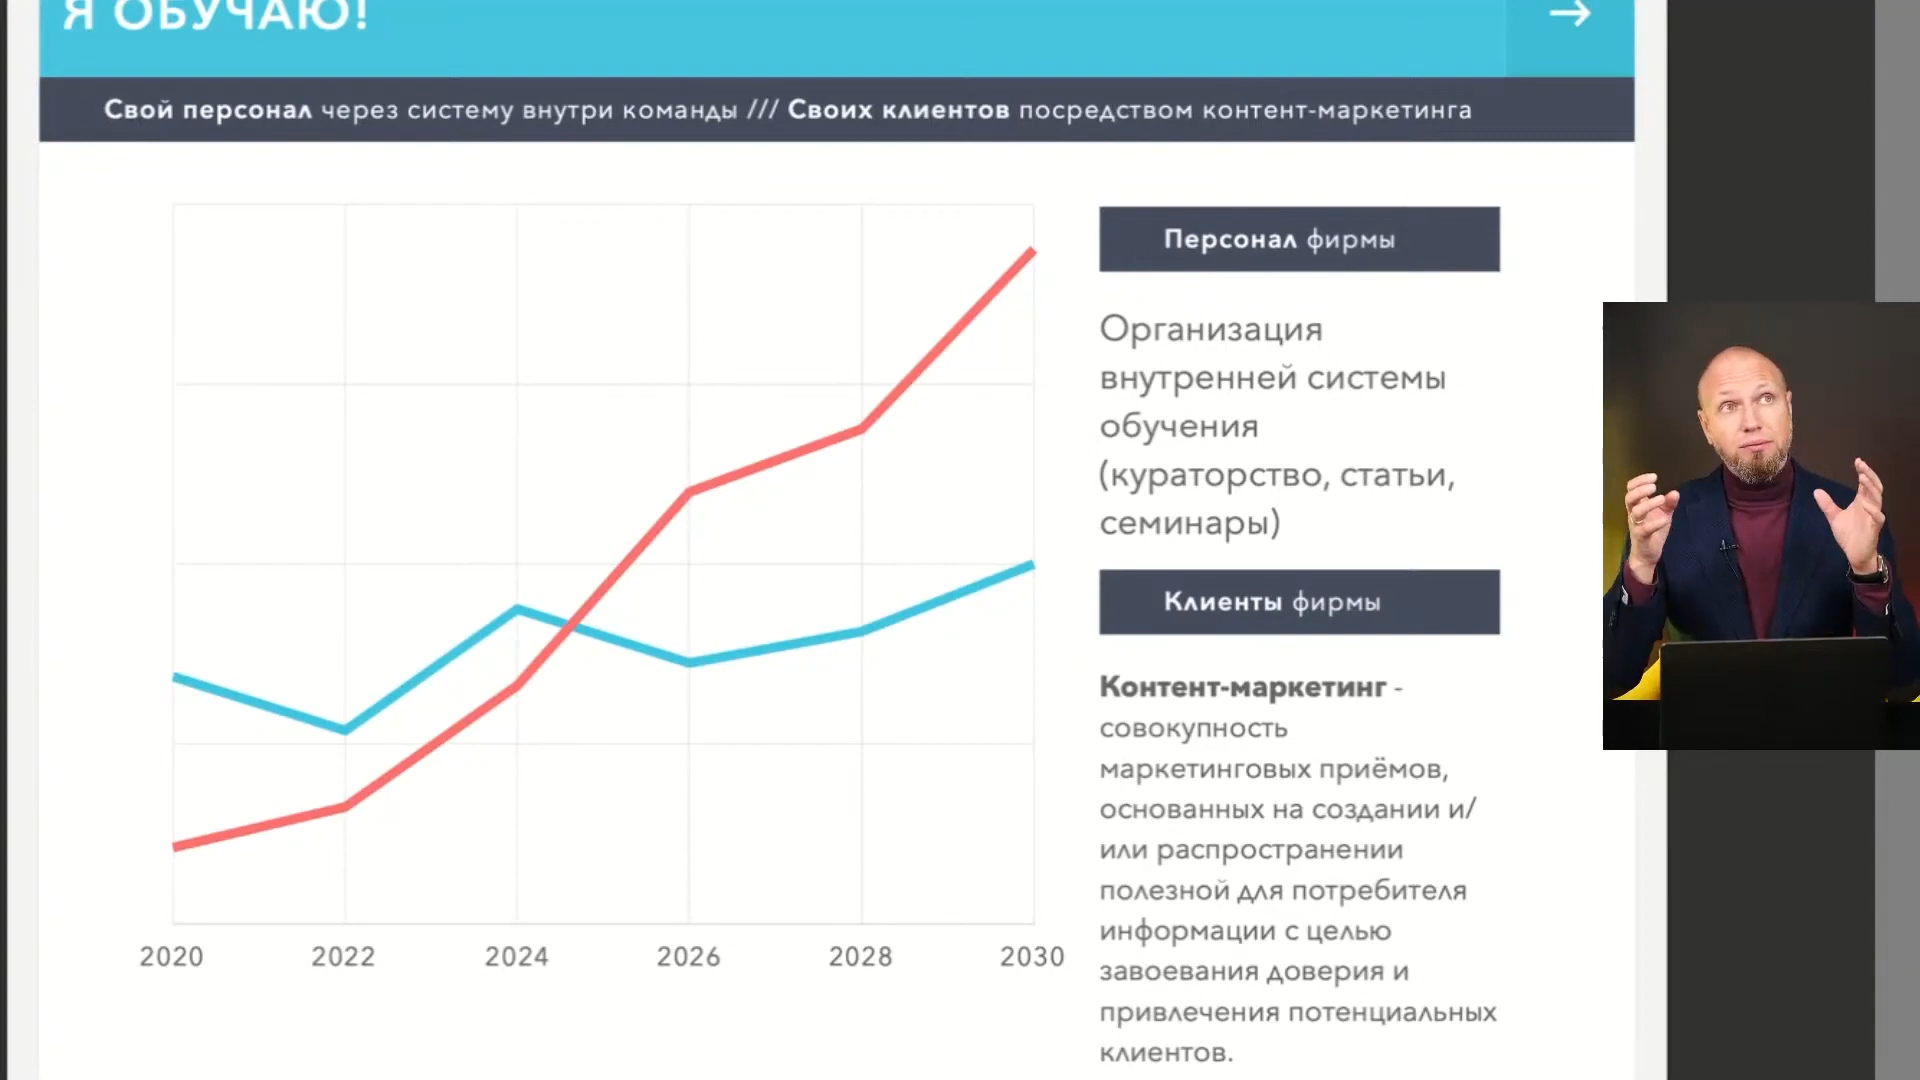 Я ОБУЧАЮ!
Свой персонал через систему внутри команды /// Своих клиентов посредством контент-маркетинга
Персонал фирмы
Организация
внутренней системы
обучения
(кураторство, статьи,
семинары)
Клиенты фирмы
Контент-маркетинг -
совокупность
маркетинговых приёмов,
основанных на создании и/
или распространении
полезной для потребителя
информации с целью
завоевания доверия и
привлечения потенциальных
клиентов.
2020 2022 2024 2026 2028 2030